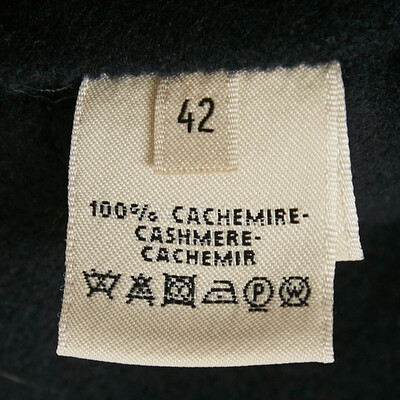 42
100% CACHEMIRE-
CASHMERE-
CACHEMIR
P W